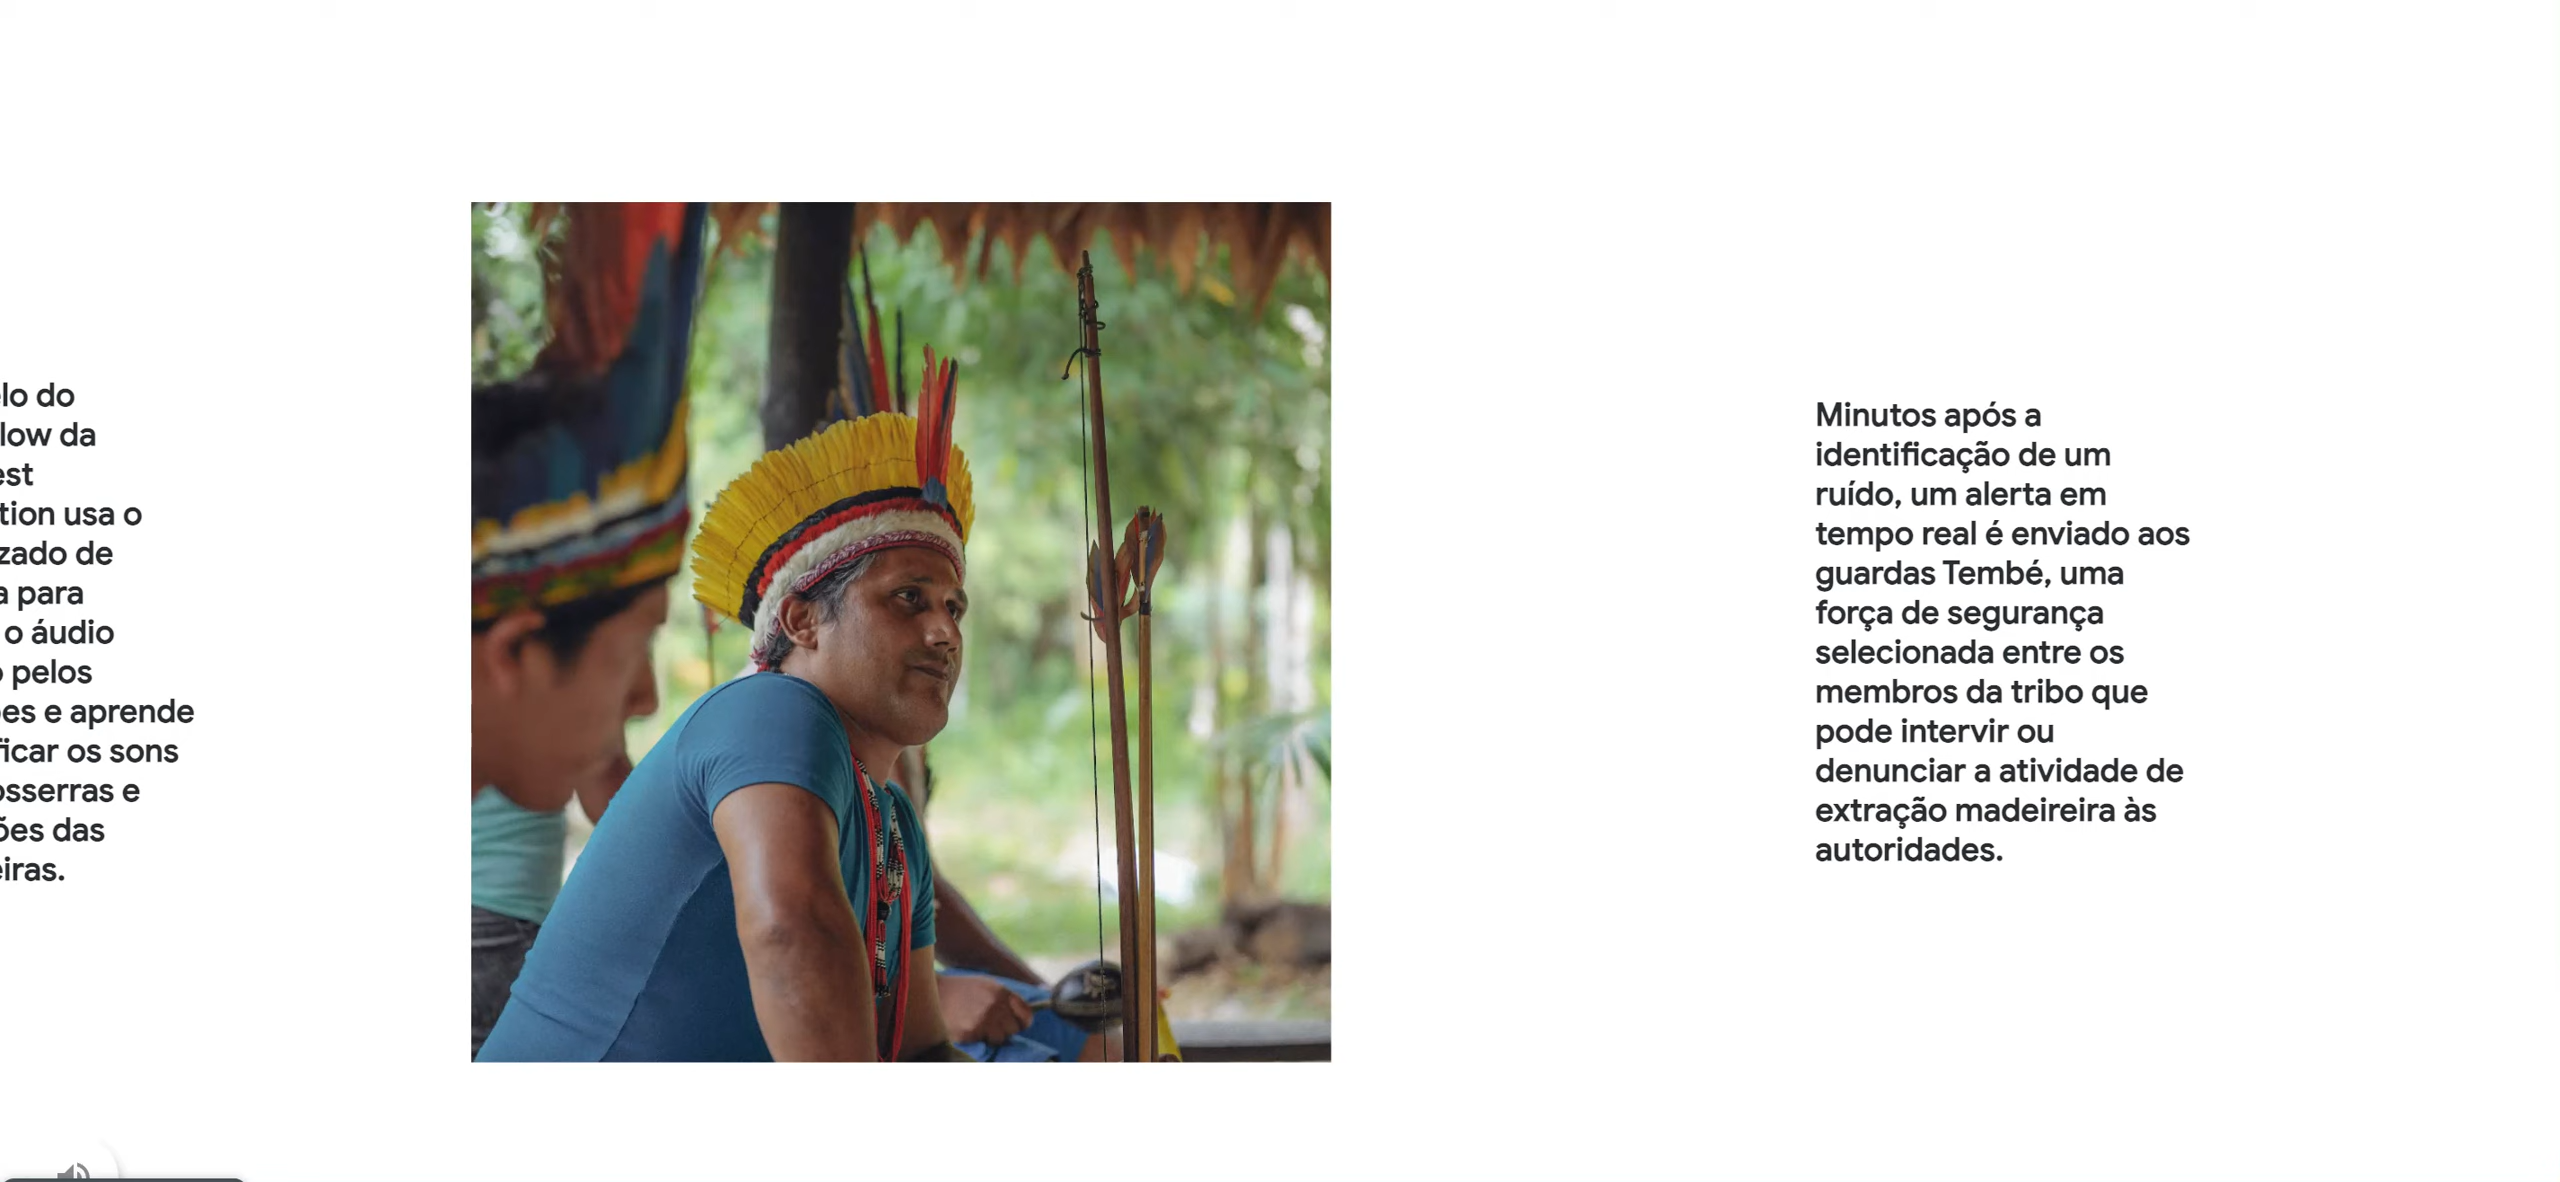 lo do
low da
est
tion usa o
zado de
a para
o áudio
o pelos
es e aprende
ficar os sons
osserras e
ões das
eiras.
Minutos após a
identificação de um
ruído, um alerta em
tempo real é enviado aos
guardas Tembé, uma
força de segurança
selecionada entre os
membros da tribo que
pode intervir ou
denunciar a atividade de
extração madeireira às
autoridades.